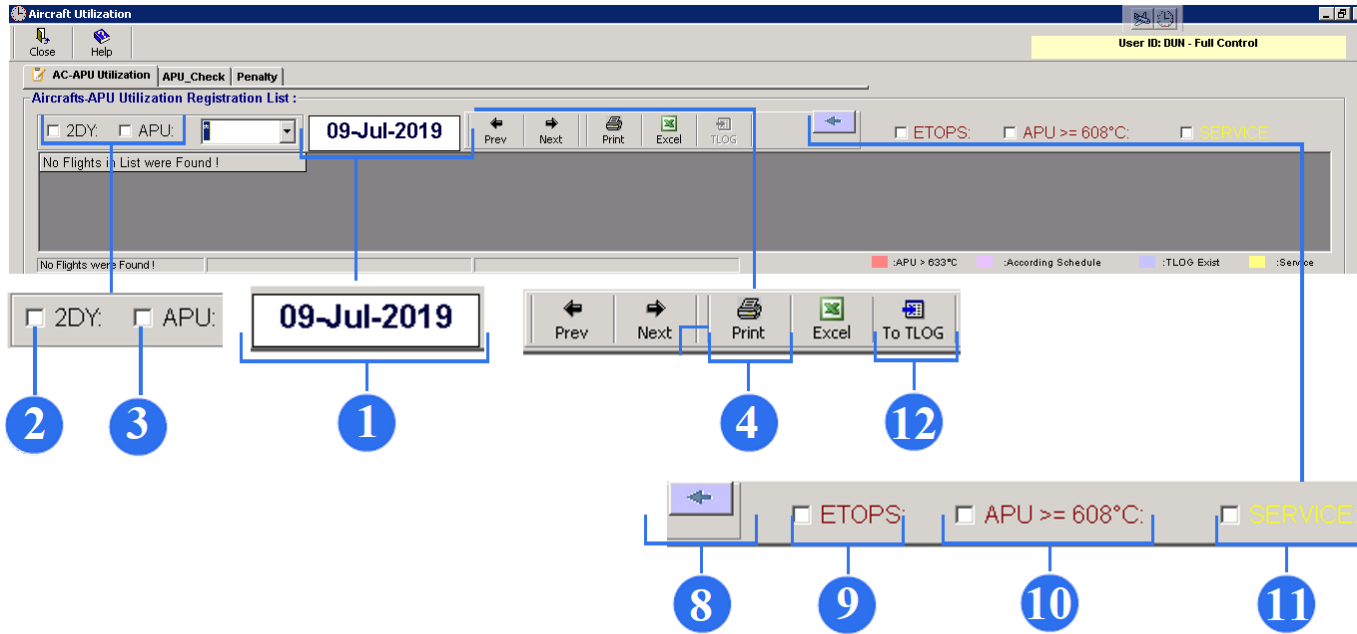 Aircraft Utilization
Close Help
User ID: DUN - Full Control
AC-APU Utilization APU_Check Penalty
Aircrafts-APU Utilization Registration List :
2DY: APU: 09-Jul-2019 Prev Next Print Excel TLOG ETOPS: APU >= 608°C: SERVICE
No Flights in List were Found !
No Flights were Found ! :APU > 633°C :According Schedule :TLOG Exist :Service
2DY: APU: 09-Jul-2019 Prev Next Print Excel To TLOG
2 3 1 4 12
ETOPS: APU >= 608°C: SERVICE
8 9 10 11